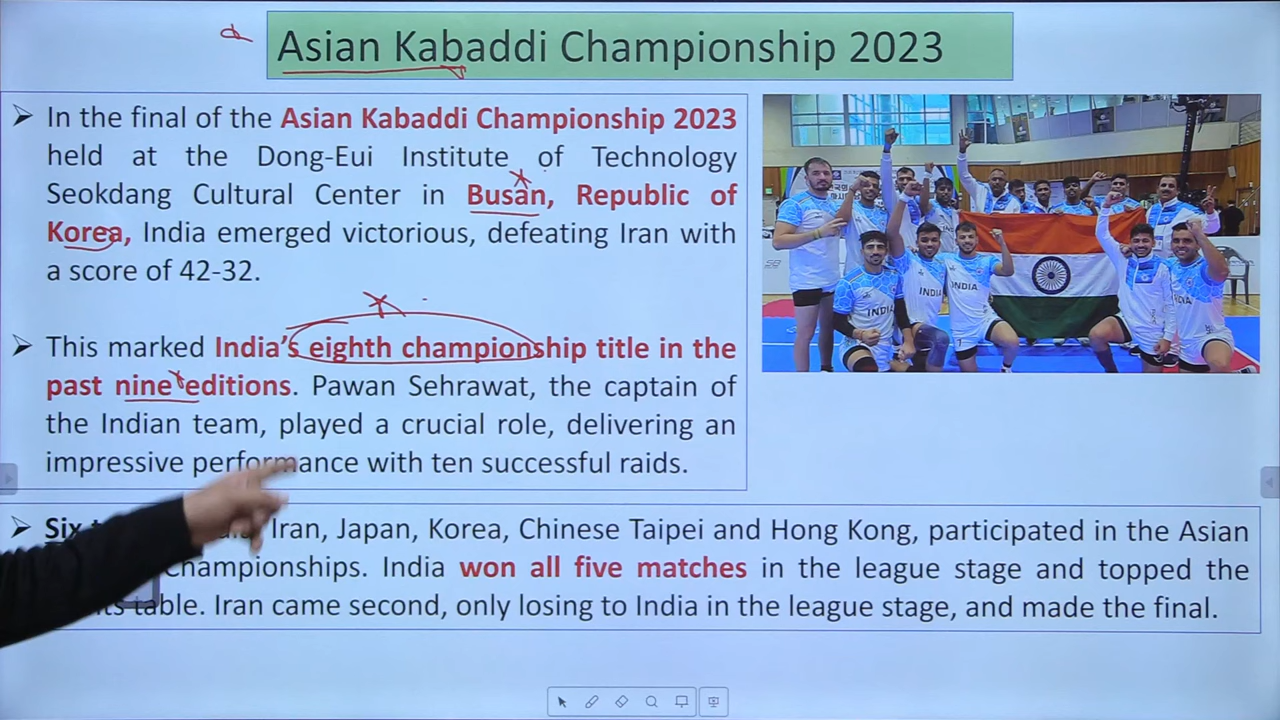 Asian Kabaddi Championship 2023
➢ In the final of the Asian Kabaddi Championship 2023
held at the Dong-Eui Institute of Technology
Seokdang Cultural Center in Busan, Republic of
Korea, India emerged victorious, defeating Iran with
a score of 42-32.
➢ This marked India's eighth championship title in the
past nine editions. Pawan Sehrawat, the captain of
the Indian team, played a crucial role, delivering an
impressive performance with ten successful raids.
➢ Six Iran, Japan, Korea, Chinese Taipei and Hong Kong, participated in the Asian
Championships. India won all five matches in the league stage and topped the
table. Iran came second, only losing to India in the league stage, and made the final.
INDIA
INDIA
INDIA